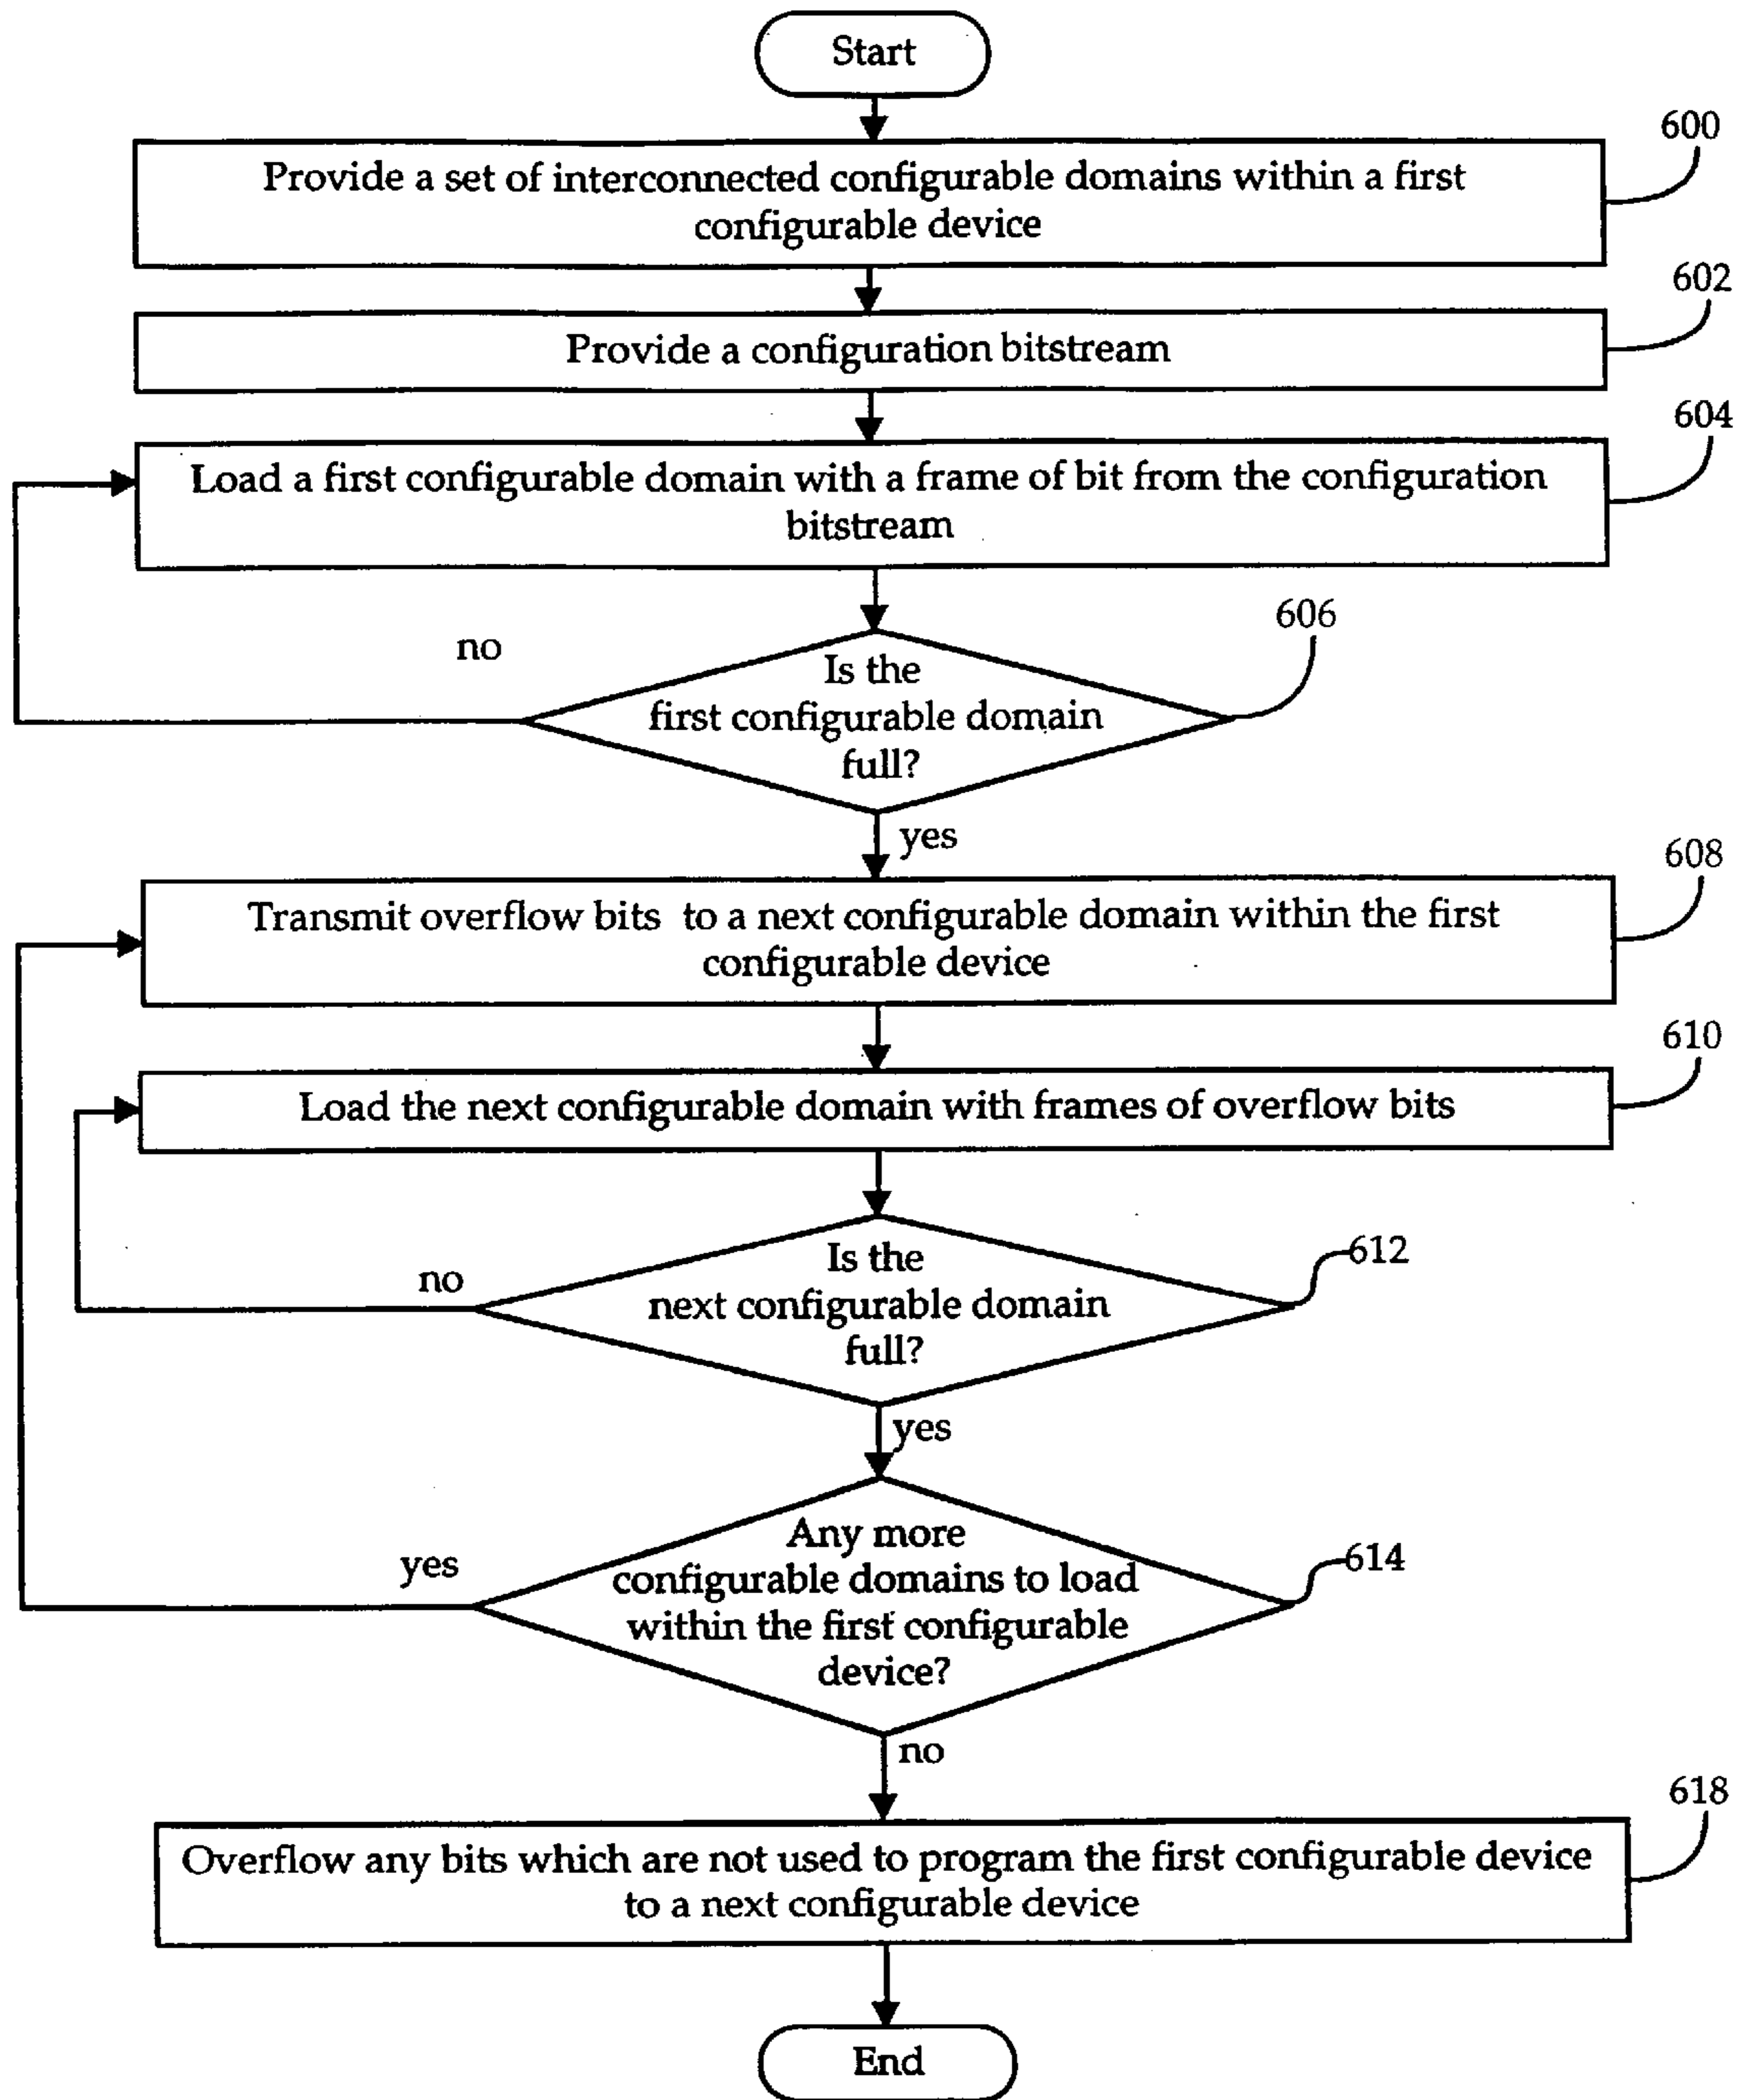 Start
600
Provide a set of interconnected configurable domains within a first
configurable device
602
Provide a configuration bitstream
604
Load a first configurable domain with a frame of bit from the configuration
bitstream
606
no
Is the
first configurable domain
full?
yes
608
Transmit overflow bits to a next configurable domain within the first
configurable device
610
Load the next configurable domain with frames of overflow bits
612
no
Is the
next configurable domain
full?
yes
614
yes
Any more
configurable domains to load
within the first configurable
device?
no
618
Overflow any bits which are not used to program the first configurable device
to a next configurable device
End